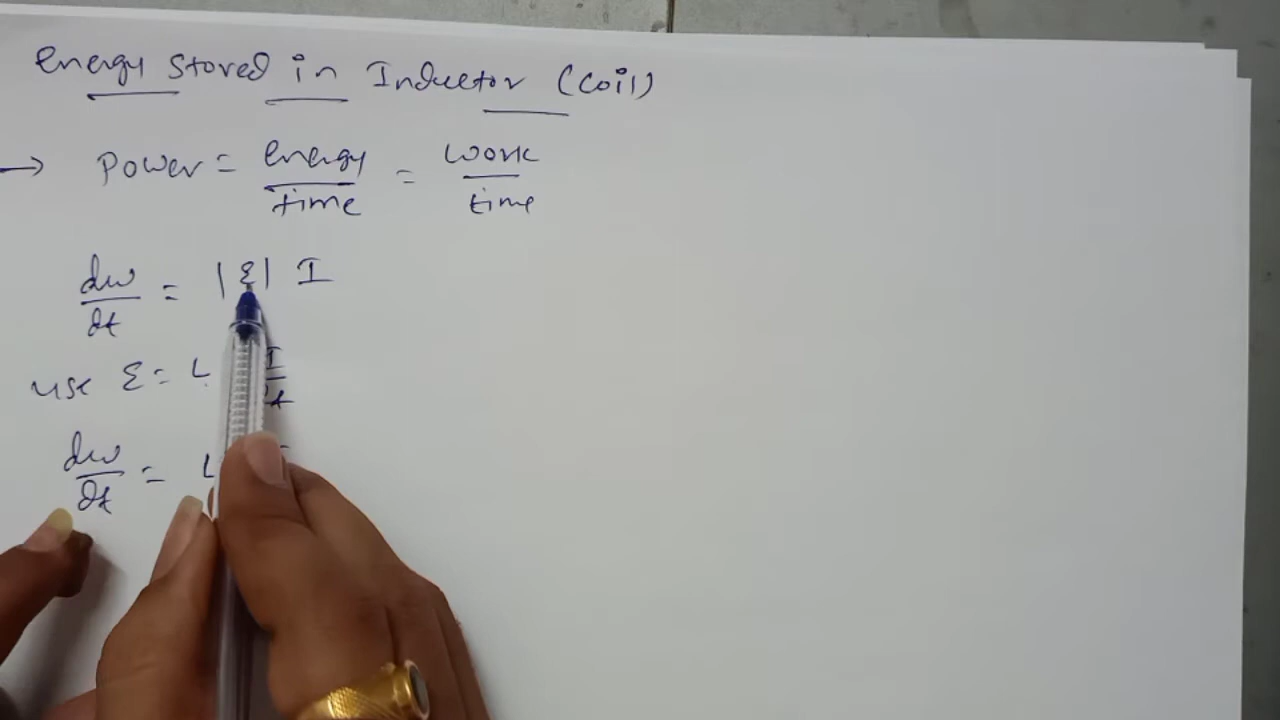 Energy stored in Inductor (coil)
→ Power = energy/time = work/time
dw/dt = |ε| I
use ε = L I/t
dw/dt = L